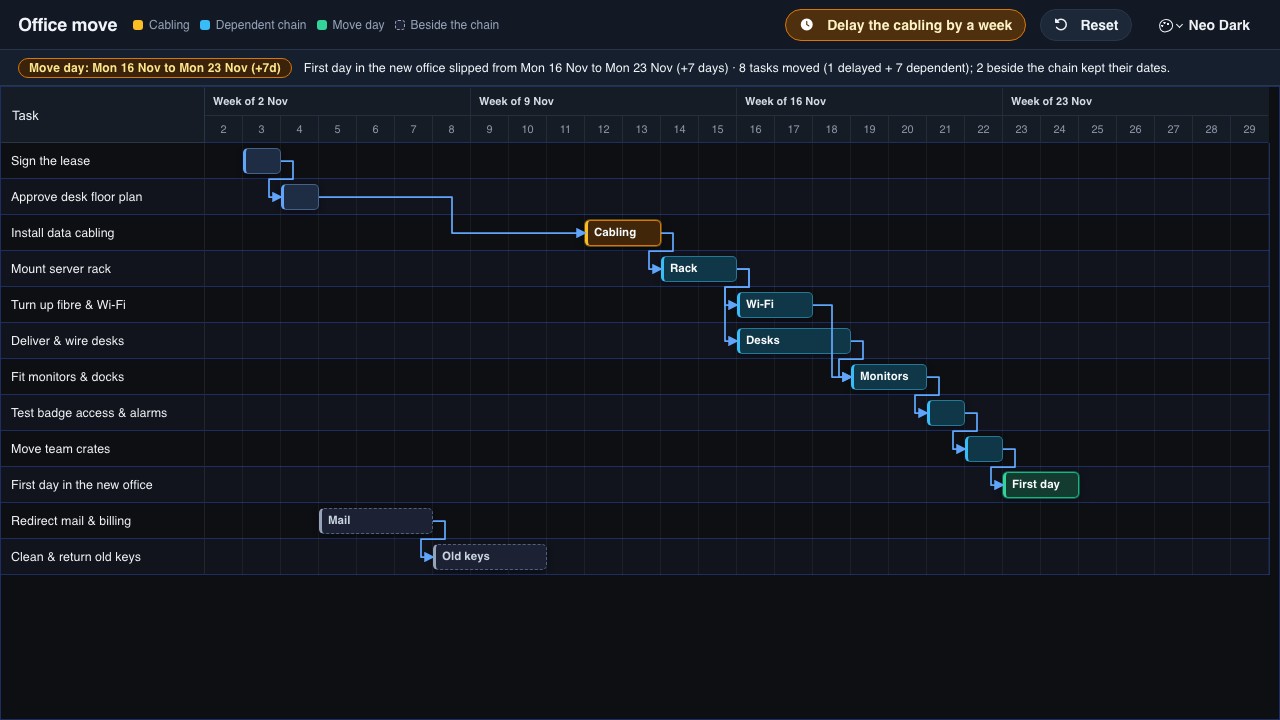 Office move
Cabling
Dependent chain
Move day
Beside the chain
Delay the cabling by a week
Reset
Neo Dark
Move day: Mon 16 Nov to Mon 23 Nov (+7d)
First day in the new office slipped from Mon 16 Nov to Mon 23 Nov (+7 days) · 8 tasks moved (1 delayed + 7 dependent); 2 beside the chain kept their dates.
Task
Week of 2 Nov
Week of 9 Nov
Week of 16 Nov
Week of 23 Nov
2 3 4 5 6 7 8 9 10 11 12 13 14 15 16 17 18 19 20 21 22 23 24 25 26 27 28 29
Sign the lease
Approve desk floor plan
Install data cabling
Cabling
Mount server rack
Rack
Turn up fibre & Wi-Fi
Wi-Fi
Deliver & wire desks
Desks
Fit monitors & docks
Monitors
Test badge access & alarms
Move team crates
First day in the new office
First day
Redirect mail & billing
Mail
Clean & return old keys
Old keys